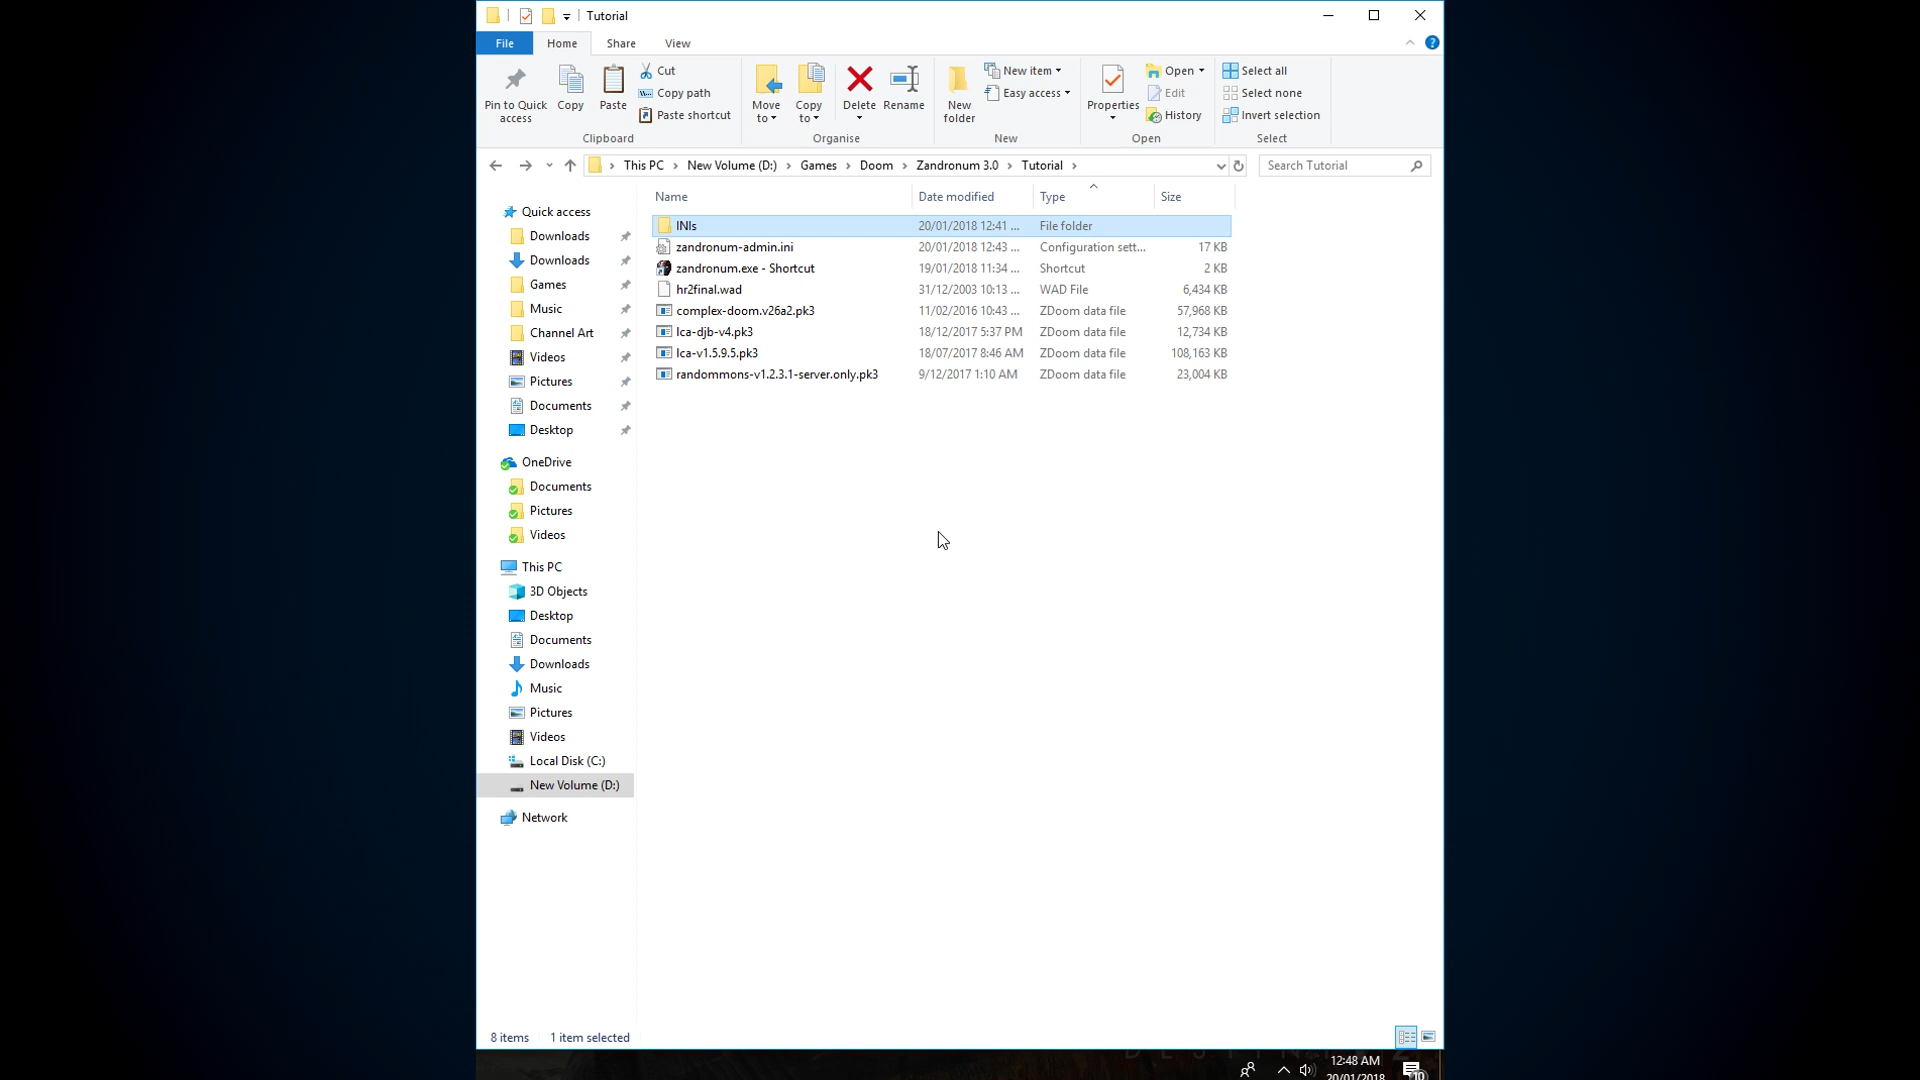 Tutorial
File Home Share View
Pin to Quick access
Copy
Paste
Cut
Copy path
Paste shortcut
Clipboard
Move to
Copy to
Delete
Rename
Organise
New folder
New item
Easy access
New
Properties
Open
Edit
History
Open
Select all
Select none
Invert selection
Select
This PC > New Volume (D:) > Games > Doom > Zandronum 3.0 > Tutorial >
Search Tutorial
Name Date modified Type Size
INIs 20/01/2018 12:41 ... File folder
zandronum-admin.ini 20/01/2018 12:43 ... Configuration sett... 17 KB
zandronum.exe - Shortcut 19/01/2018 11:34 ... Shortcut 2 KB
hr2final.wad 31/12/2003 10:13 ... WAD File 6,434 KB
complex-doom.v26a2.pk3 11/02/2016 10:43 ... ZDoom data file 57,968 KB
lca-djb-v4.pk3 18/12/2017 5:37 PM ZDoom data file 12,734 KB
lca-v1.5.9.5.pk3 18/07/2017 8:46 AM ZDoom data file 108,163 KB
randommons-v1.2.3.1-server.only.pk3 9/12/2017 1:10 AM ZDoom data file 23,004 KB
Quick access
Downloads
Downloads
Games
Music
Channel Art
Videos
Pictures
Documents
Desktop
OneDrive
Documents
Pictures
Videos
This PC
3D Objects
Desktop
Documents
Downloads
Music
Pictures
Videos
Local Disk (C:)
New Volume (D:)
Network
8 items 1 item selected
12:48 AM
20/01/2018
10